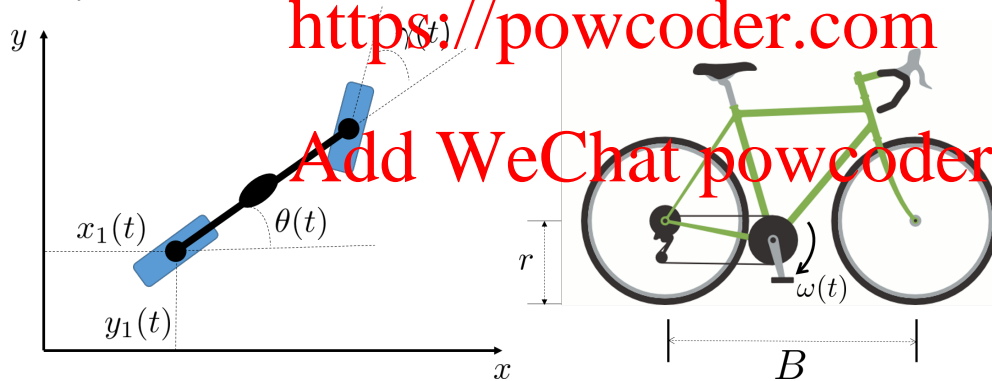 https://powcoder.com
γ(t)
y
Add WeChat powcoder
x₁(t)
θ(t)
r
ω(t)
y₁(t)
x
B